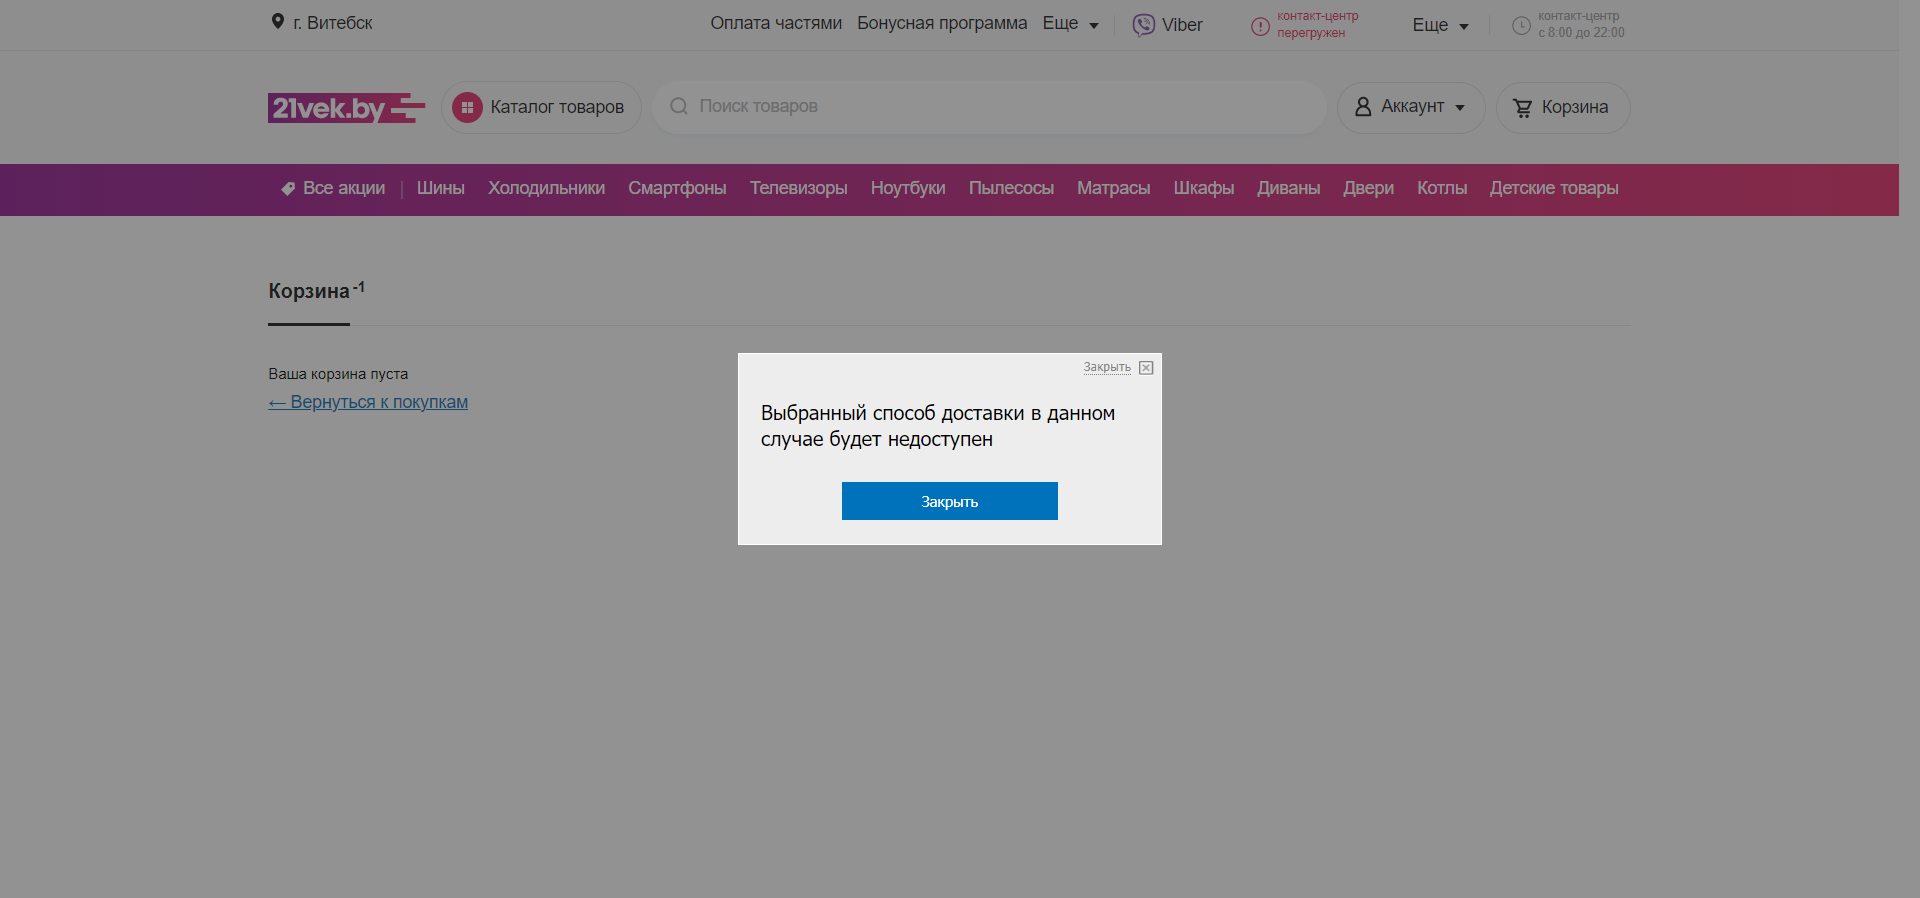 г. Витебск
Оплата частями Бонусная программа Еще Viber контакт-центр перегружен Еще контакт-центр с 8:00 до 22:00
21vek.by Каталог товаров Поиск товаров Аккаунт Корзина
Все акции | Шины Холодильники Смартфоны Телевизоры Ноутбуки Пылесосы Матрасы Шкафы Диваны Двери Котлы Детские товары
Корзина -1
Ваша корзина пуста
← Вернуться к покупкам
Закрыть
Выбранный способ доставки в данном
случае будет недоступен
Закрыть